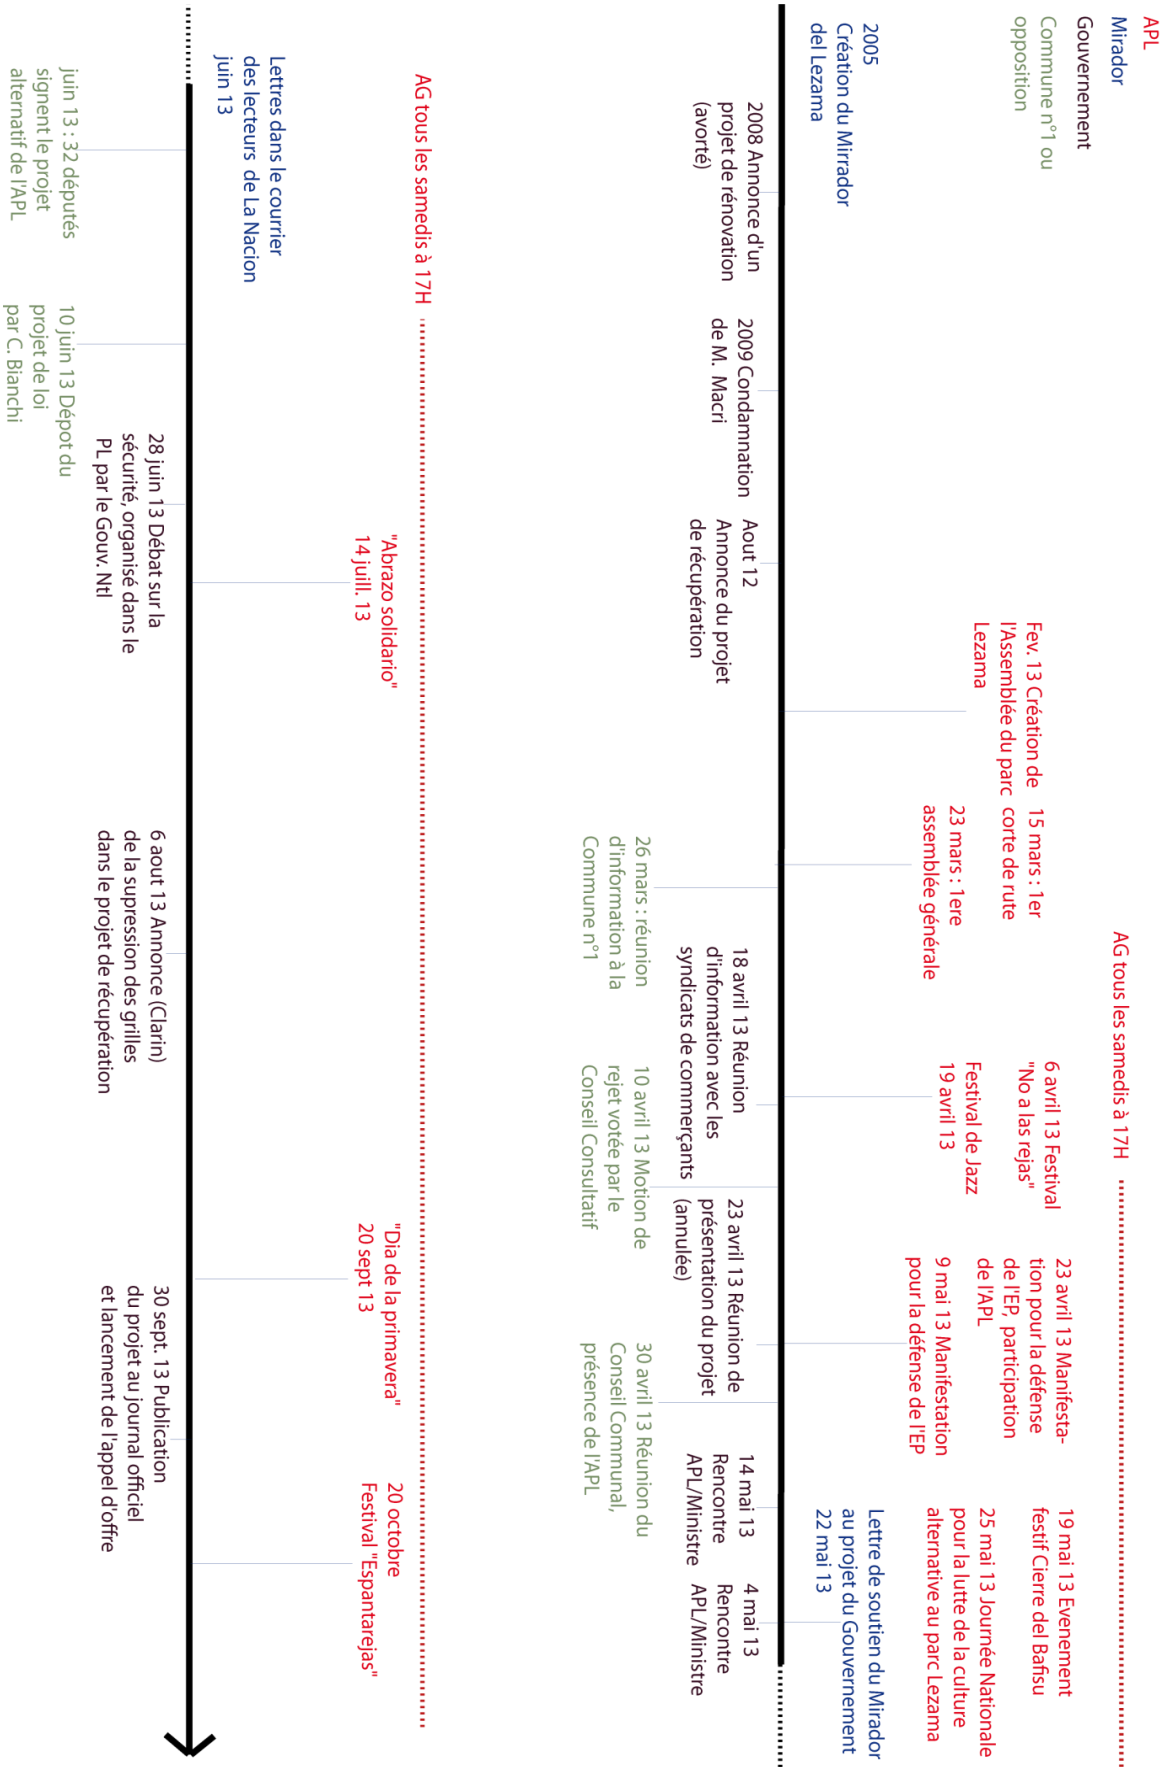 APL
Mirador
Gouvernement
Commune n°1 ou
opposition
2005
Création du Mirrador
del Lezama
2008 Annonce d'un
projet de rénovation
(avorté)
2009 Condamnation
de M. Macri
Aout 12
Annonce du projet
de récupération
Fev. 13 Création de
l'Assemblée du parc
Lezama
15 mars : 1er
corte de rute
23 mars : 1ere
assemblée générale
26 mars : réunion
d'information à la
Commune n°1
AG tous les samedis à 17H
6 avril 13 Festival
"No a las rejas"
Festival de Jazz
19 avril 13
18 avril 13 Réunion
d'information avec les
syndicats de commerçants
10 avril 13 Motion de
rejet votée par le
Conseil Consultatif
23 avril 13 Manifesta-
tion pour la défense
de l'EP, participation
de l'APL
9 mai 13 Manifestation
pour la défense de l'EP
23 avril 13 Réunion de
présentation du projet
(annulée)
30 avril 13 Réunion du
Conseil Communal,
présence de l'APL
19 mai 13 Evenement
festif Cierre del Bafisu
25 mai 13 Journée Nationale
pour la lutte de la culture
alternative au parc Lezama
Lettre de soutien du Mirador
au projet du Gouvernement
22 mai 13
14 mai 13
Rencontre
APL/Ministre
4 mai 13
Rencontre
APL/Ministre
AG tous les samedis à 17H
Lettres dans le courrier
des lecteurs de La Nacion
juin 13
juin 13 : 32 députés
signent le projet
alternatif de l'APL
10 juin 13 Dépot du
projet de loi
par C. Bianchi
28 juin 13 Débat sur la
sécurité, organisé dans le
PL par le Gouv. Ntl
"Abrazo solidario"
14 juill. 13
6 aout 13 Annonce (Clarin)
de la supression des grilles
dans le projet de récupération
"Dia de la primavera"
20 sept 13
30 sept. 13 Publication
du projet au journal officiel
et lancement de l'appel d'offre
20 octobre
Festival "Espantarejas"